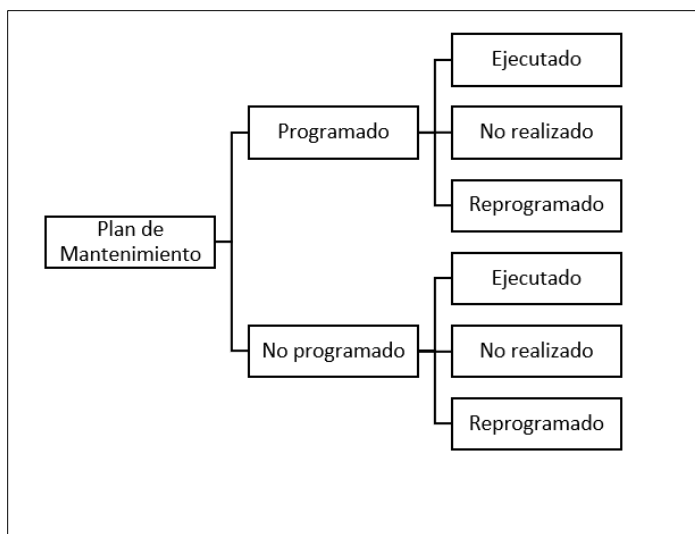 Ejecutado
Programado
No realizado
Reprogramado
Plan de
Mantenimiento
Ejecutado
No programado
No realizado
Reprogramado